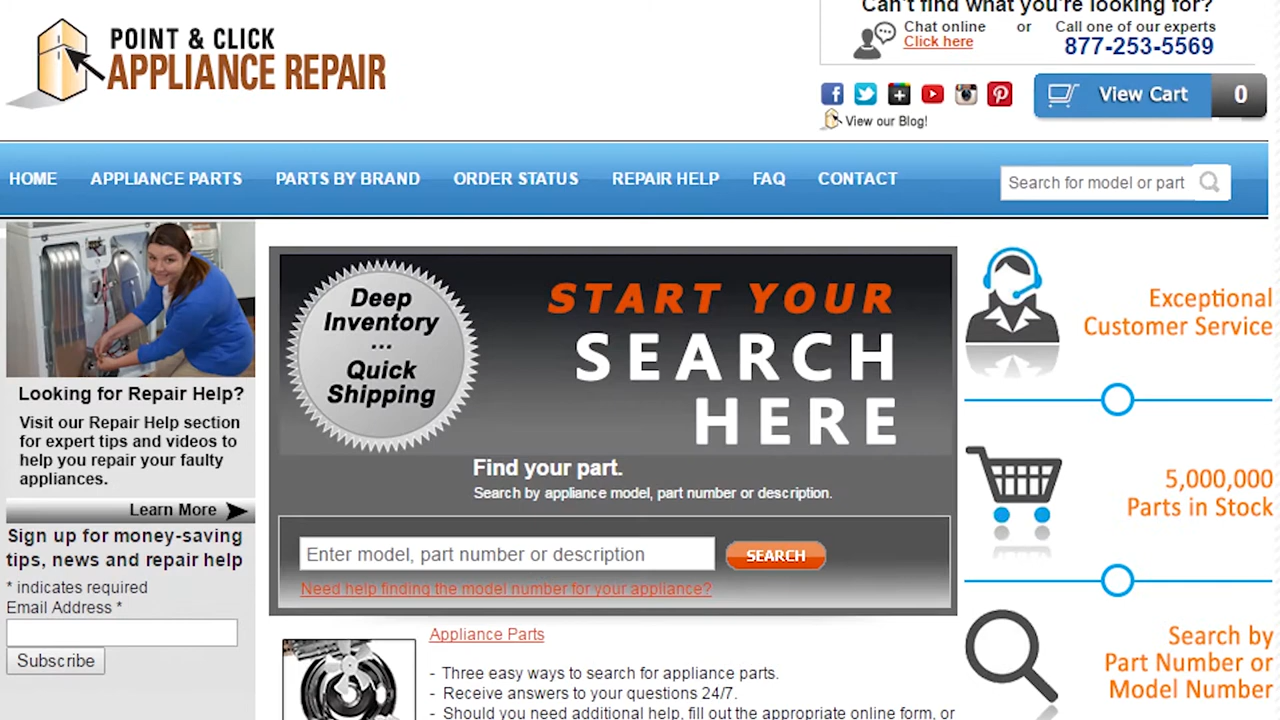 POINT & CLICK
APPLIANCE REPAIR
Can't find what you're looking for?
Chat online or Call one of our experts
Click here 877-253-5569
View Cart 0
View our Blog!
HOME APPLIANCE PARTS PARTS BY BRAND ORDER STATUS REPAIR HELP FAQ CONTACT
Search for model or part
Looking for Repair Help?
Visit our Repair Help section
for expert tips and videos to
help you repair your faulty
appliances.
Learn More
Sign up for money-saving
tips, news and repair help
* indicates required
Email Address *
Subscribe
Deep
Inventory
...
Quick
Shipping
START YOUR
SEARCH
HERE
Find your part.
Search by appliance model, part number or description.
Enter model, part number or description
SEARCH
Need help finding the model number for your appliance?
Appliance Parts
- Three easy ways to search for appliance parts.
- Receive answers to your questions 24/7.
- Should you need additional help, fill out the appropriate online form, or
Exceptional
Customer Service
5,000,000
Parts in Stock
Search by
Part Number or
Model Number